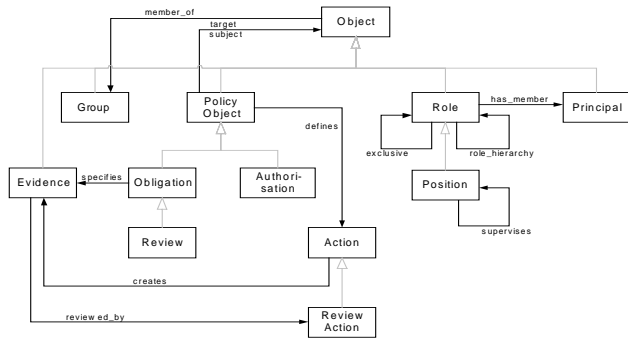 member_of
Object
target
subject
Group
Policy
Object
Role
has_member
Principal
defines
exclusive
role_hierarchy
Evidence
specifies
Obligation
Authori-
sation
Position
supervises
Review
Action
creates
review ed_by
Review
Action